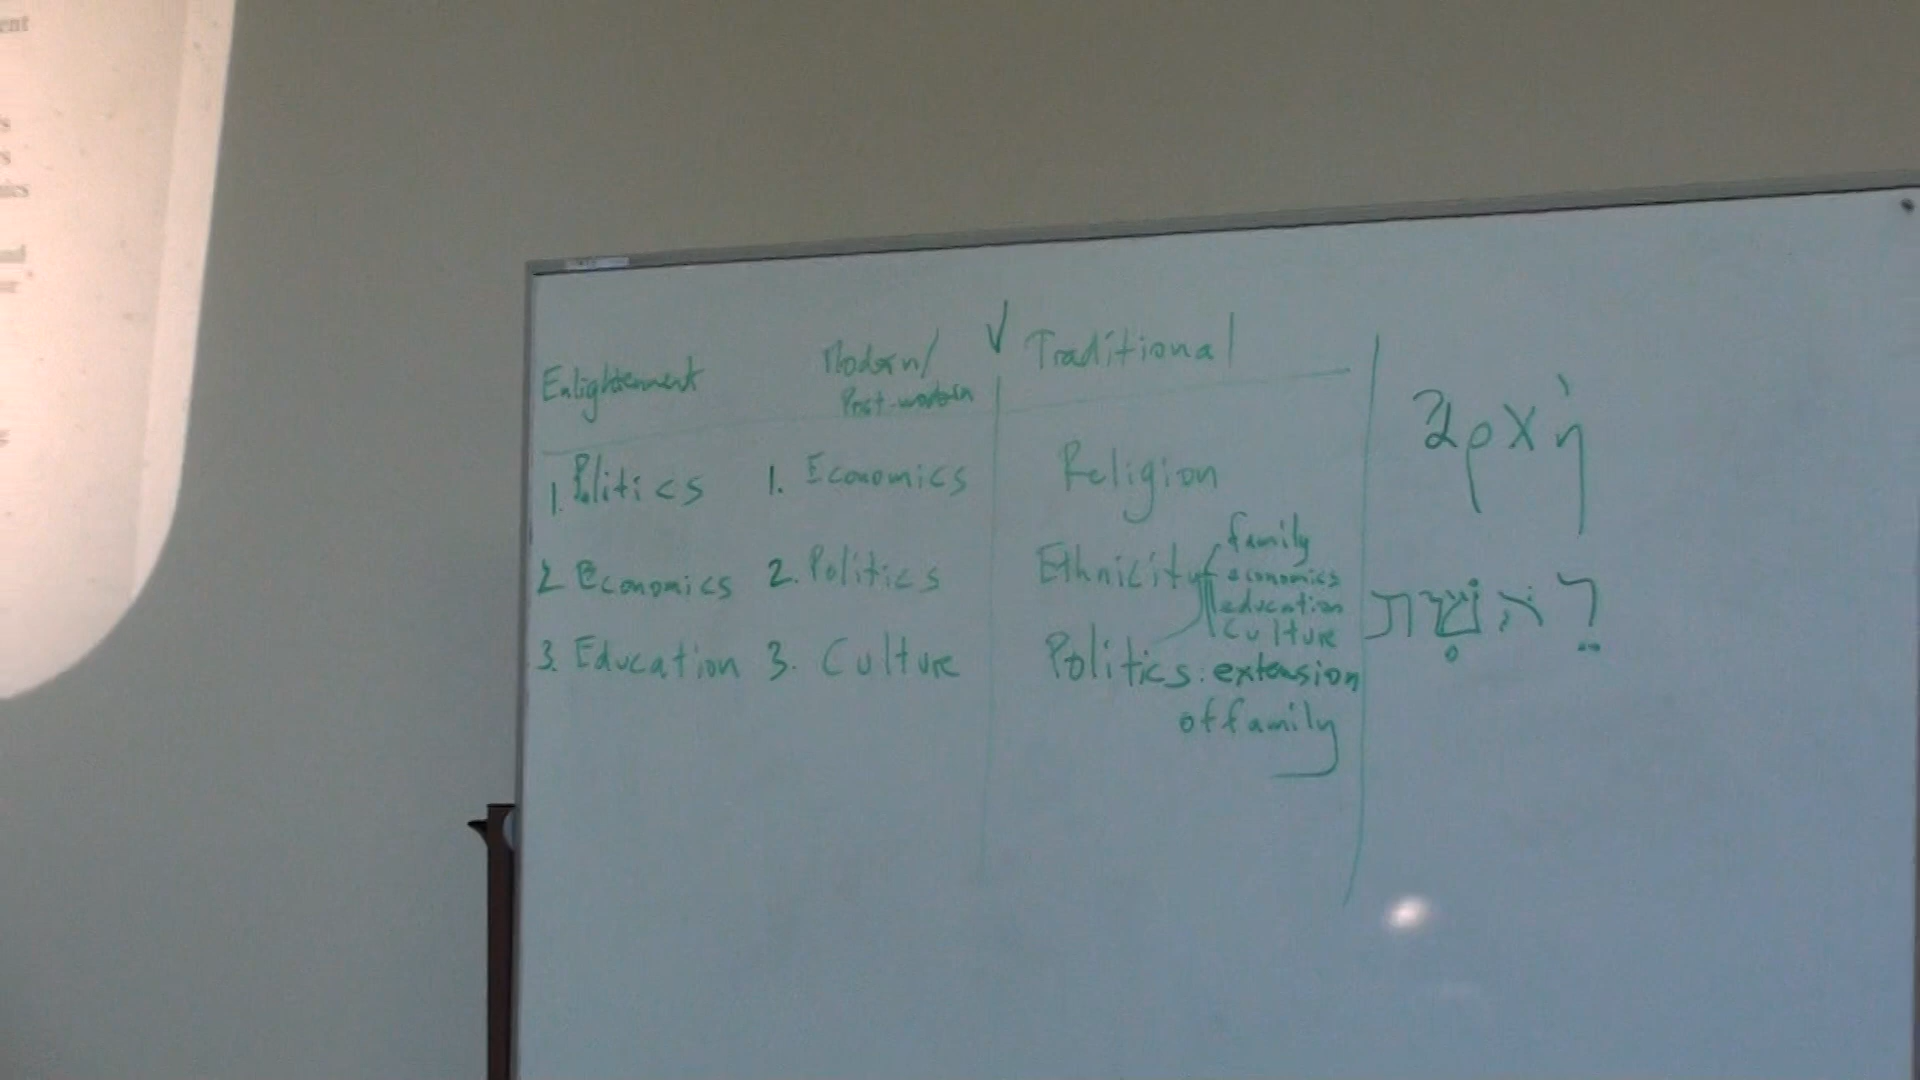 Enlightenment Modern/ Traditional
Post-modern
1. Politics 1. Economics Religion
2 Economics 2. Politics Ethnicity family
economics
education
culture
3. Education 3. Culture Politics: extension
of family
ἀρχή
רֵאשִׁת